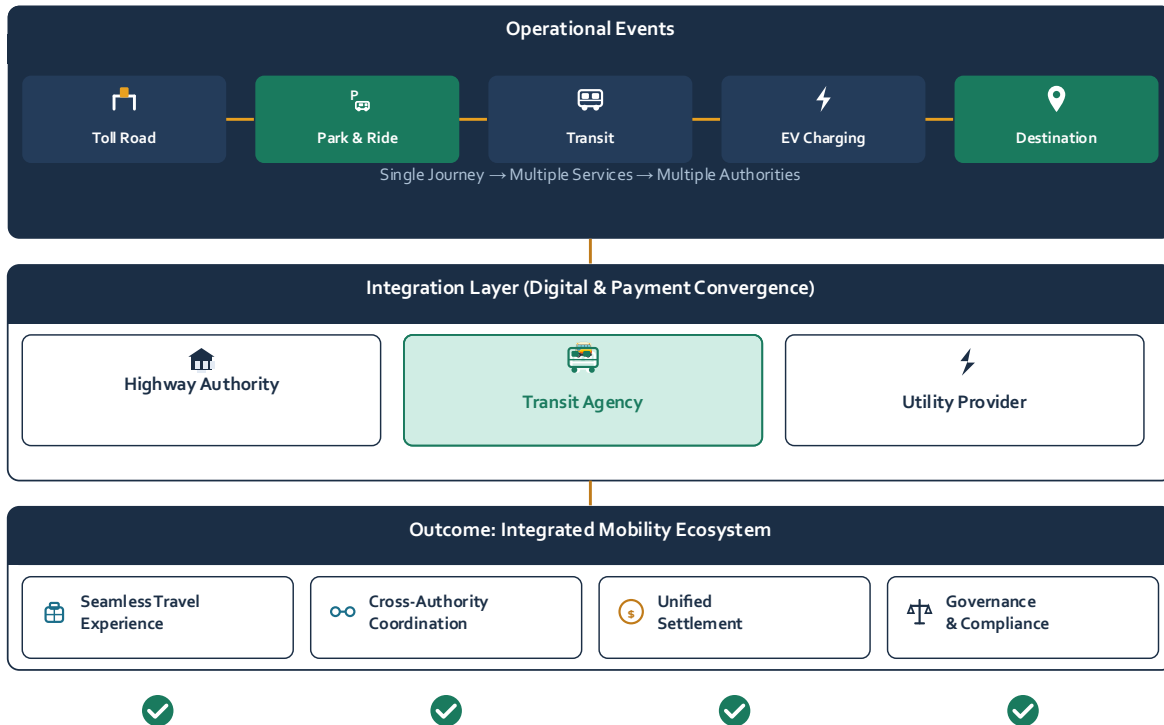 Operational Events
P
Toll Road
Park & Ride
Transit
EV Charging
Destination
Single Journey → Multiple Services → Multiple Authorities
Integration Layer (Digital & Payment Convergence)
Highway Authority
Transit Agency
Utility Provider
Outcome: Integrated Mobility Ecosystem
Seamless Travel
Experience
Cross-Authority
Coordination
$
Unified
Settlement
Governance
& Compliance